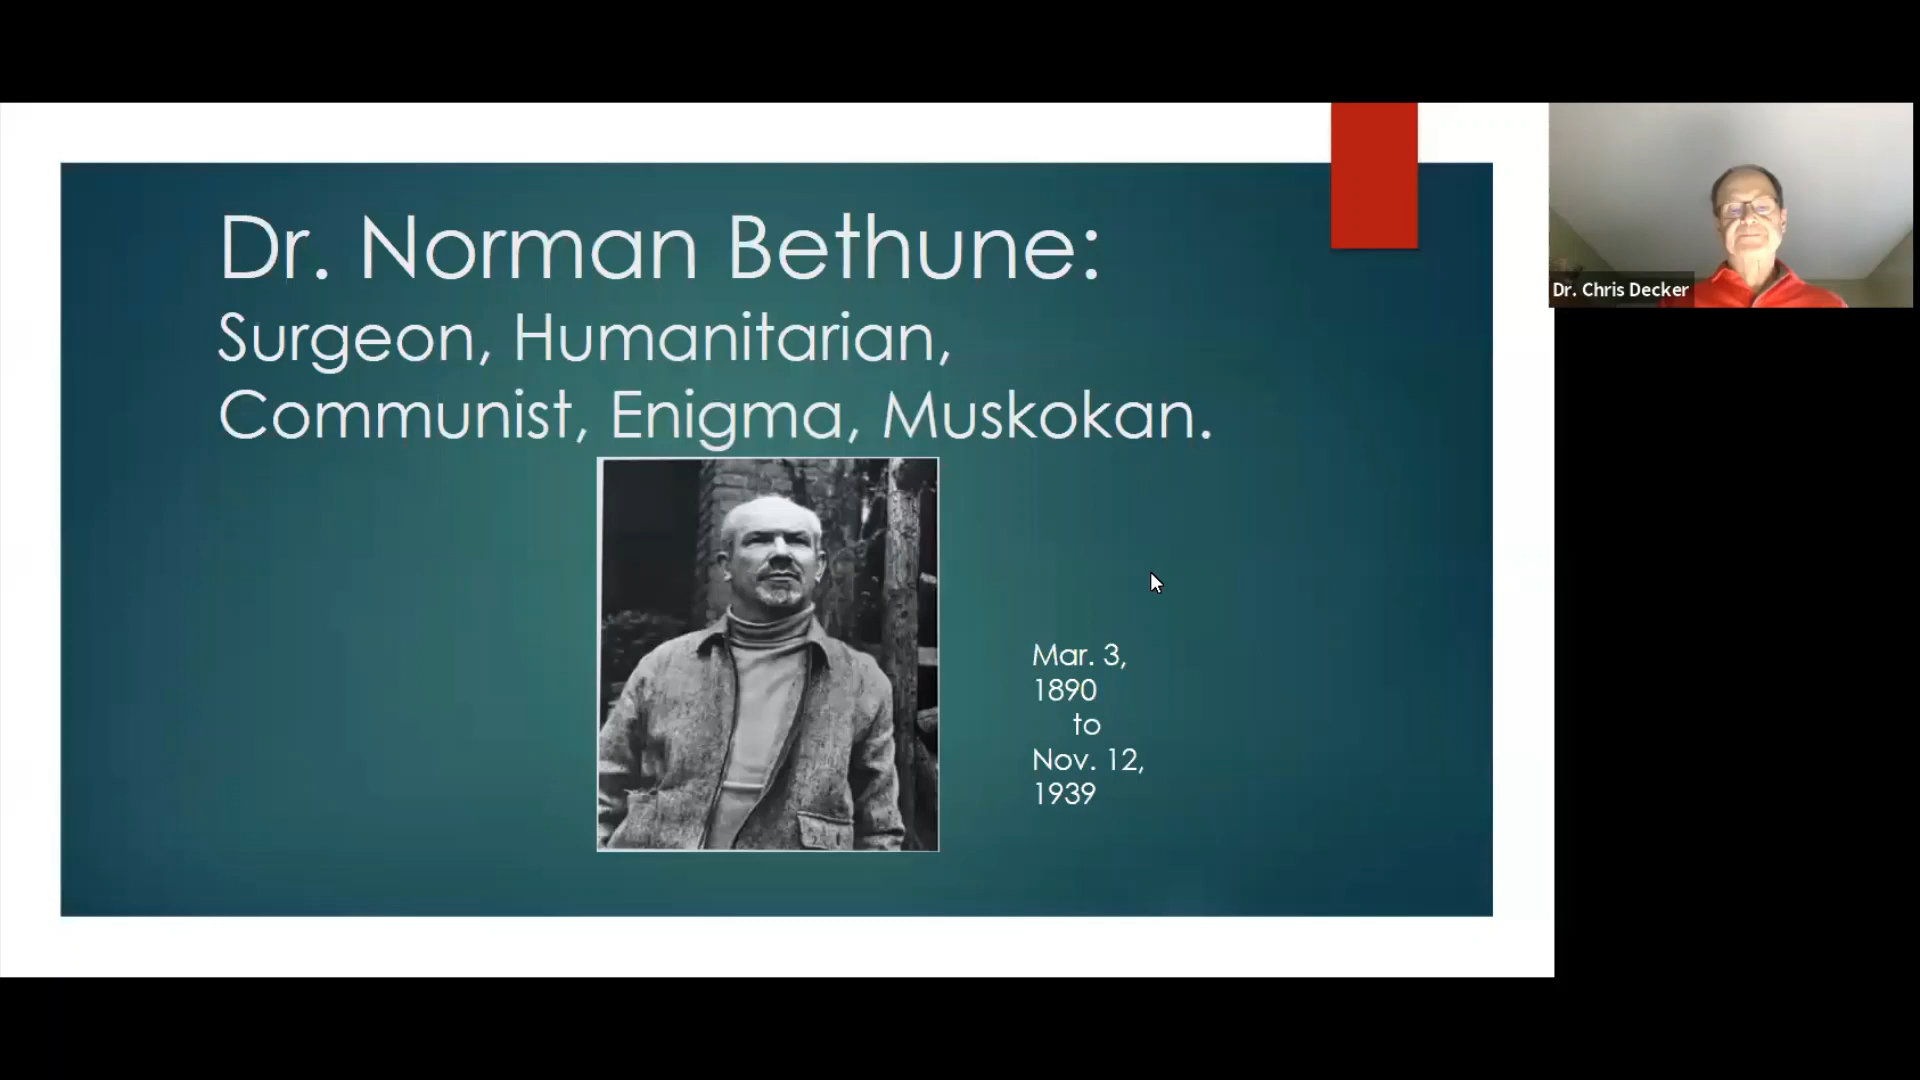 Dr. Norman Bethune:
Surgeon, Humanitarian,
Communist, Enigma, Muskokan.
Mar. 3,
1890
to
Nov. 12,
1939
Dr. Chris Decker